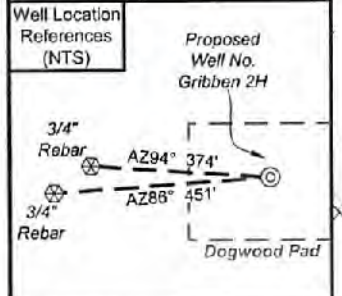 Well Location
References
(NTS)
Proposed
Well No.
Gribben 2H
3/4"
Rebar
AZ94° 374'
AZ86° 451'
3/4"
Rebar
Dogwood Pad